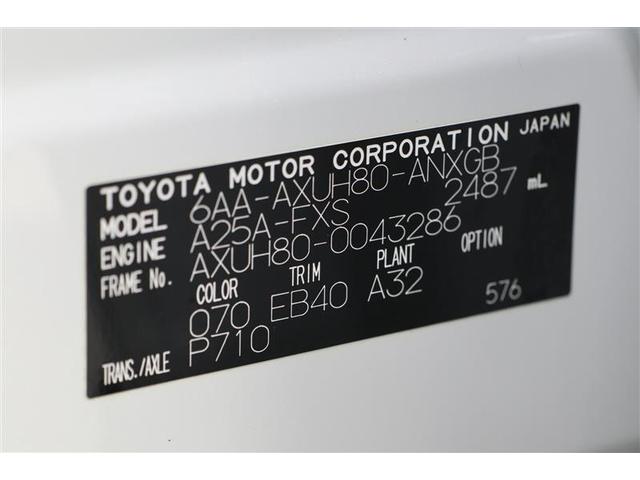 TOYOTA MOTOR CORPORATION JAPAN
MODEL 6AA-AXUH80-ANXGB
ENGINE A25A-FXS 2487 mL
FRAME No. AXUH80-0043286
COLOR TRIM PLANT OPTION
070 EB40 A32
TRANS./AXLE P710 576